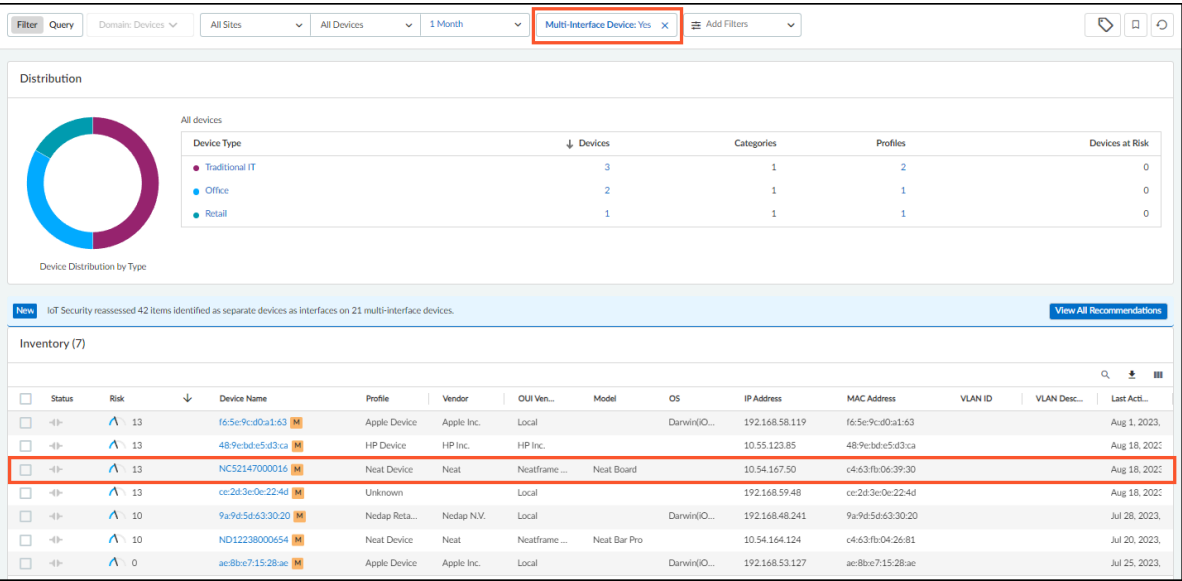 Filter Query Domain: Devices All Sites All Devices 1 Month Multi-Interface Device: Yes × Add Filters
Distribution
All devices
Device Type Devices Categories Profiles Devices at Risk
Traditional IT 3 1 2 0
Office 2 1 1 0
Retail 1 1 1 0
Device Distribution by Type
New IoT Security reassessed 42 items identified as separate devices as interfaces on 21 multi-interface devices. View All Recommendations
Inventory (7)
Status Risk Device Name Profile Vendor OUI Ven... Model OS IP Address MAC Address VLAN ID VLAN Desc... Last Acti...
13 f6:5e:9c:d0:a1:63 M Apple Device Apple Inc. Local Darwin(iO... 192.168.58.119 f6:5e:9c:d0:a1:63 Aug 1, 2023,
13 48:9e:bd:e5:d3:ca M HP Device HP Inc. HP Inc. 10.55.123.85 48:9e:bd:e5:d3:ca Aug 18, 2023
13 NC52147000016 M Neat Device Neat Neatframe ... Neat Board 10.54.167.50 c4:63:fb:06:39:30 Aug 18, 2023
13 ce:2d:3e:0e:22:4d M Unknown Local 192.168.59.48 ce:2d:3e:0e:22:4d Aug 18, 2023
10 9a:9d:5d:63:30:20 M Nedap Reta... Nedap N.V. Local Darwin(iO... 192.168.48.241 9a:9d:5d:63:30:20 Jul 28, 2023,
10 ND12238000654 M Neat Device Neat Neatframe ... Neat Bar Pro 10.54.164.124 c4:63:fb:04:26:81 Jul 20, 2023,
0 ae:8b:e7:15:28:ae M Apple Device Apple Inc. Local Darwin(iO... 192.168.53.127 ae:8b:e7:15:28:ae Jul 25, 2023,